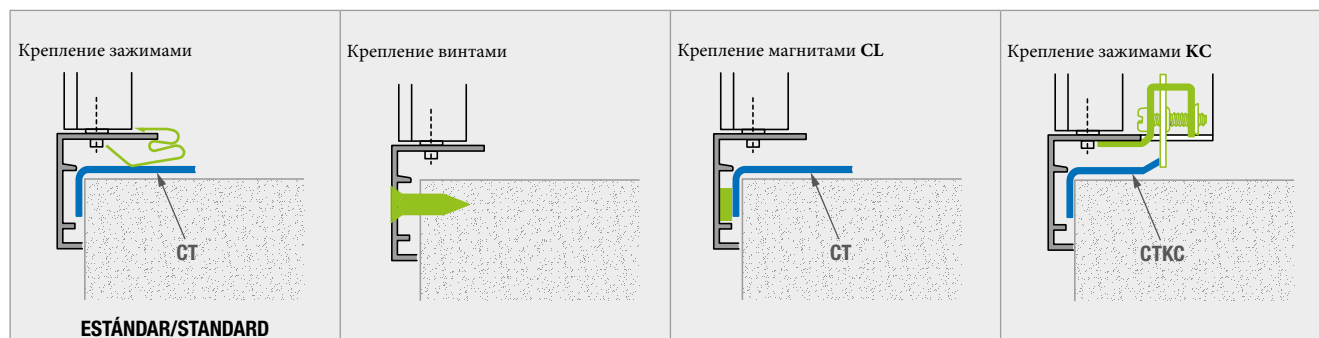 Крепление зажимами
Крепление винтами
Крепление магнитами CL
Крепление зажимами KC
CT
CT
CTKC
ESTÁNDAR/STANDARD